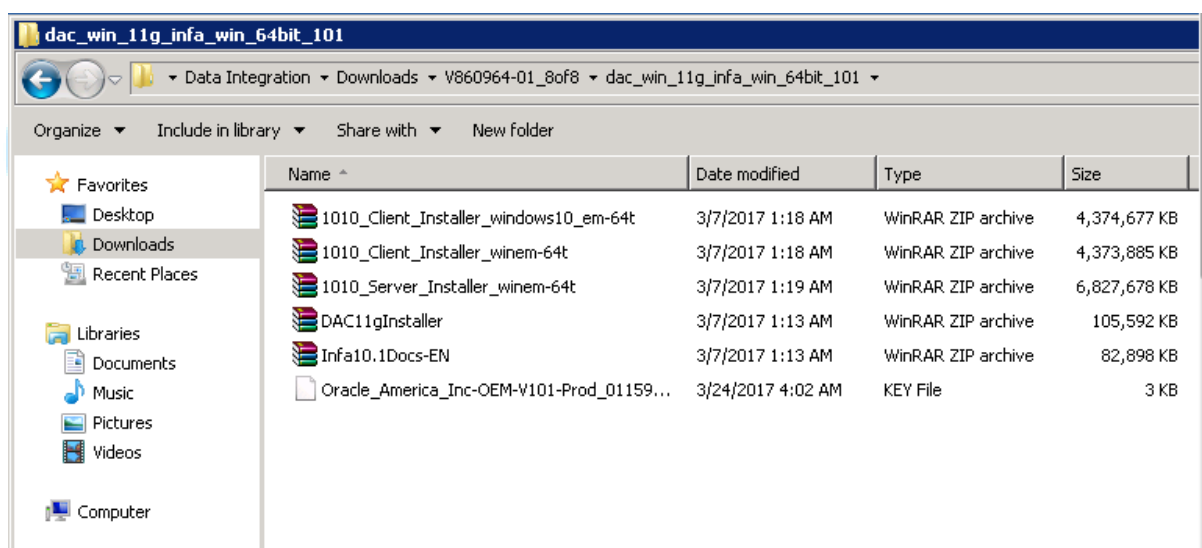 dac_win_11g_infa_win_64bit_101
Data Integration Downloads V860964-01_8of8 dac_win_11g_infa_win_64bit_101
Organize Include in library Share with New folder
Favorites
Desktop
Downloads
Recent Places
Libraries
Documents
Music
Pictures
Videos
Computer
Name Date modified Type Size
1010_Client_Installer_windows10_em-64t 3/7/2017 1:18 AM WinRAR ZIP archive 4,374,677 KB
1010_Client_Installer_winem-64t 3/7/2017 1:18 AM WinRAR ZIP archive 4,373,885 KB
1010_Server_Installer_winem-64t 3/7/2017 1:19 AM WinRAR ZIP archive 6,827,678 KB
DAC11gInstaller 3/7/2017 1:13 AM WinRAR ZIP archive 105,592 KB
Infa10.1Docs-EN 3/7/2017 1:13 AM WinRAR ZIP archive 82,898 KB
Oracle_America_Inc-OEM-V101-Prod_01159... 3/24/2017 4:02 AM KEY File 3 KB